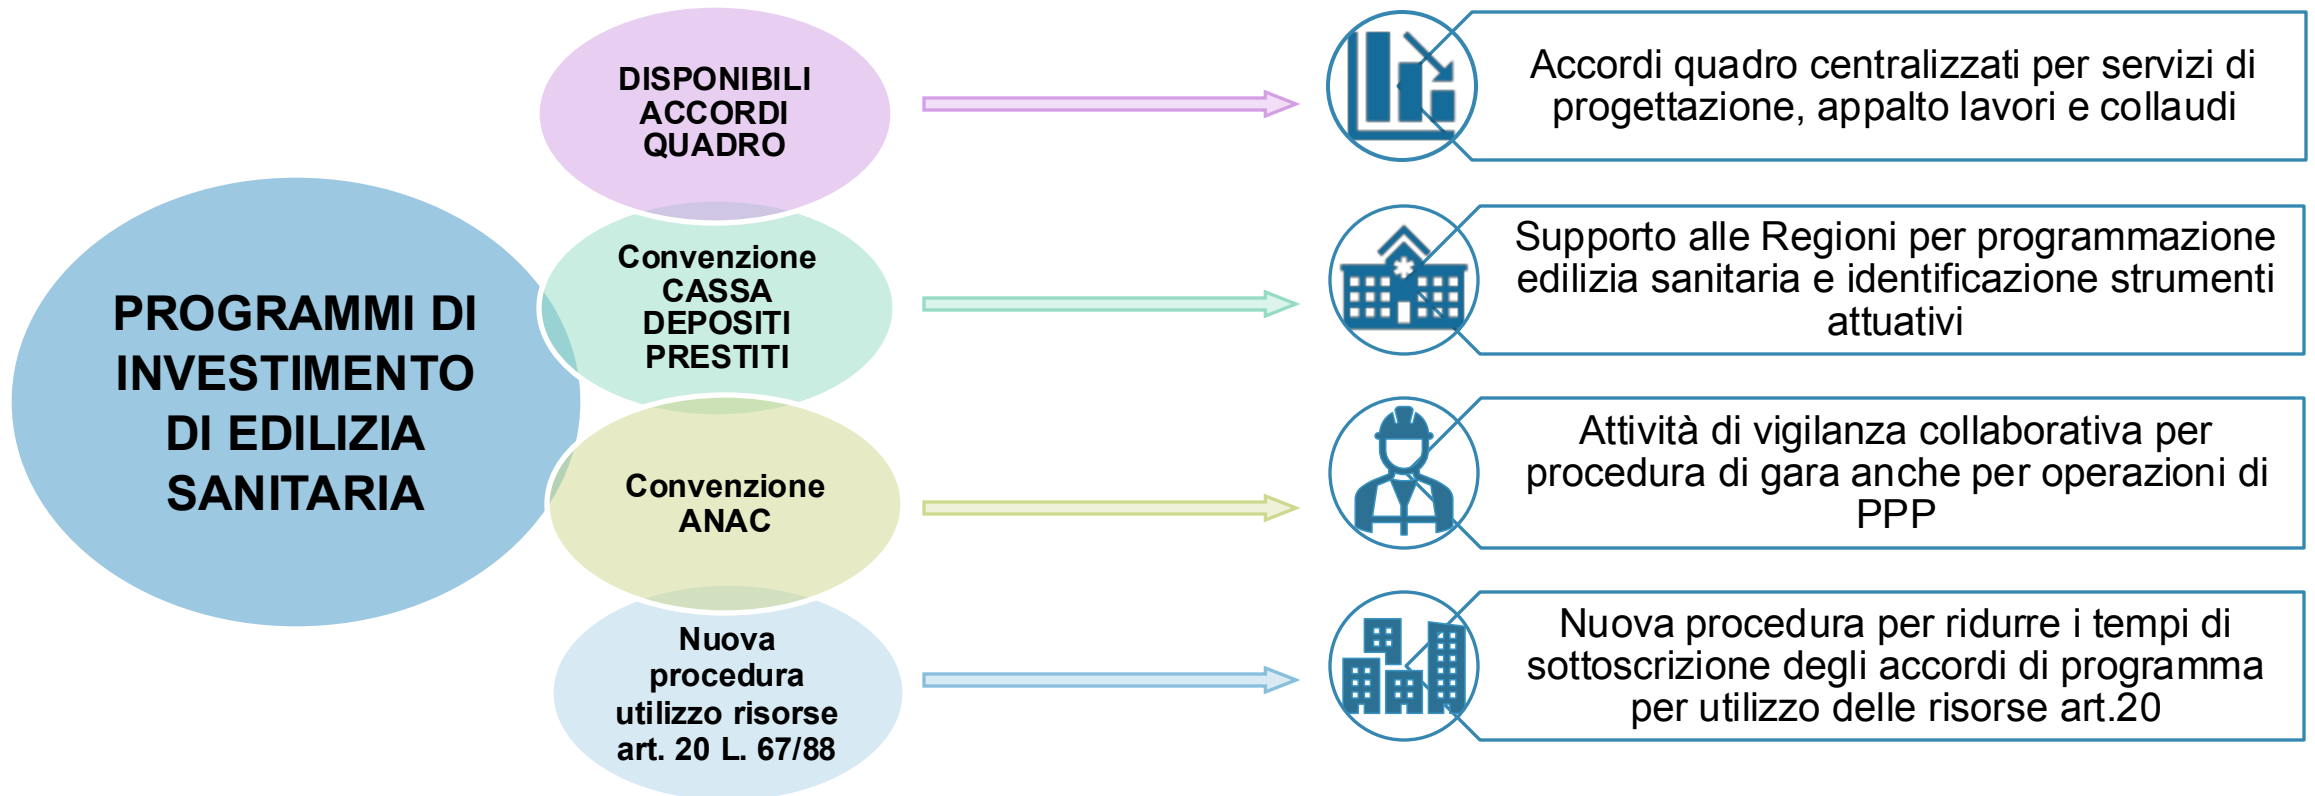 PROGRAMMI DI
INVESTIMENTO
DI EDILIZIA
SANITARIA
DISPONIBILI
ACCORDI
QUADRO
Accordi quadro centralizzati per servizi di
progettazione, appalto lavori e collaudi
Convenzione
CASSA
DEPOSITI
PRESTITI
Supporto alle Regioni per programmazione
edilizia sanitaria e identificazione strumenti
attuativi
Convenzione
ANAC
Attività di vigilanza collaborativa per
procedura di gara anche per operazioni di
PPP
Nuova
procedura
utilizzo risorse
art. 20 L. 67/88
Nuova procedura per ridurre i tempi di
sottoscrizione degli accordi di programma
per utilizzo delle risorse art.20